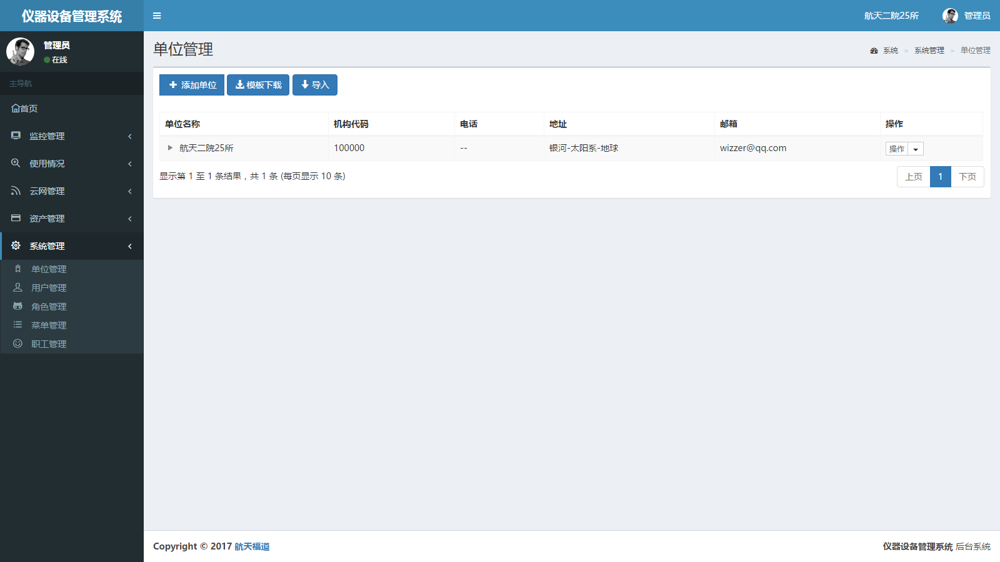 仪器设备管理系统
航天二院25所
管理员
管理员
在线
主导航
首页
监控管理
使用情况
云网管理
资产管理
系统管理
单位管理
用户管理
角色管理
菜单管理
职工管理
单位管理
系统 > 系统管理 > 单位管理
添加单位 模板下载 导入
单位名称 机构代码 电话 地址 邮箱 操作
航天二院25所 100000 -- 银河-太阳系-地球 wizzer@qq.com 操作
显示第 1 至 1 条结果，共 1 条 (每页显示 10 条)
上页 1 下页
Copyright © 2017 航天福道
仪器设备管理系统 后台系统